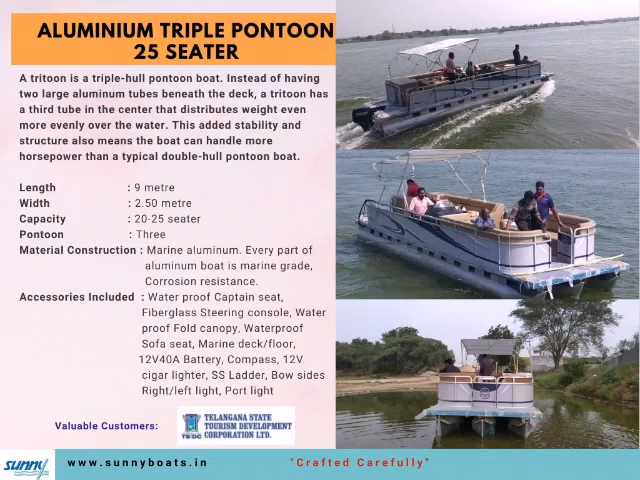 ALUMINIUM TRIPLE PONTOON
25 SEATER
A tritoon is a triple-hull pontoon boat. Instead of having
two large aluminum tubes beneath the deck, a tritoon has
a third tube in the center that distributes weight even
more evenly over the water. This added stability and
structure also means the boat can handle more
horsepower than a typical double-hull pontoon boat.
Length : 9 metre
Width : 2.50 metre
Capacity : 20-25 seater
Pontoon : Three
Material Construction : Marine aluminum. Every part of
aluminum boat is marine grade,
Corrosion resistance.
Accessories Included : Water proof Captain seat,
Fiberglass Steering console, Water
proof Fold canopy, Waterproof
Sofa seat, Marine deck/floor,
12V40A Battery, Compass, 12V
cigar lighter, SS Ladder, Bow sides
Right/left light, Port light
Valuable Customers:
TELANGANA STATE
TOURISM DEVELOPMENT
CORPORATION LTD.
TSTDC
sunny
www.sunnyboats.in
"Crafted Carefully"